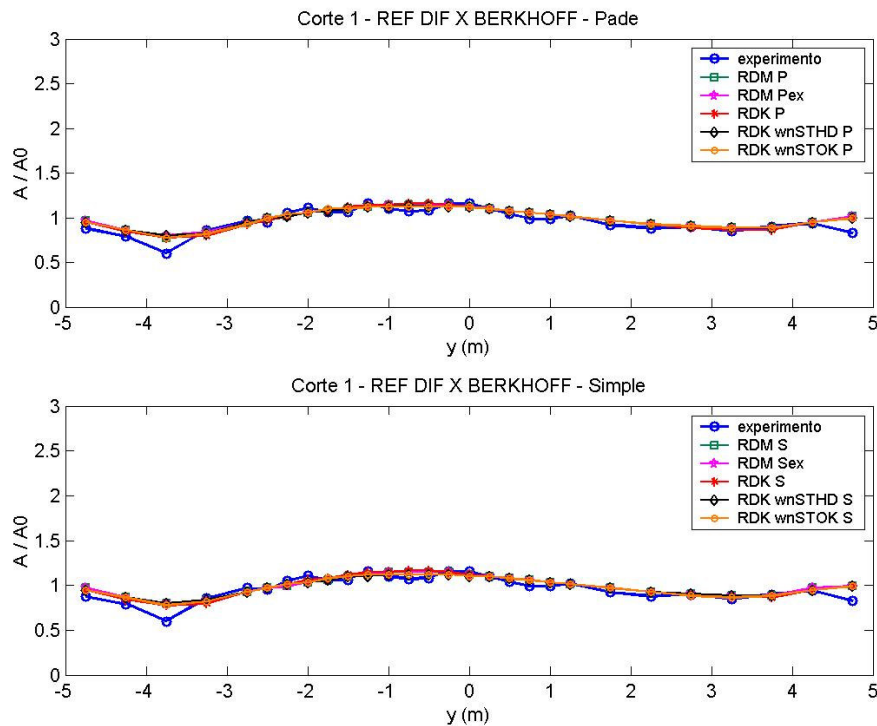 Corte 1 - REF DIF X BERKHOFF - Pade
3
2.5
2
1.5
1
0.5
0
A / A0
experimento
RDM P
RDM Pex
RDK P
RDK wnSTHD P
RDK wnSTOK P
-5 -4 -3 -2 -1 0 1 2 3 4 5
y (m)
Corte 1 - REF DIF X BERKHOFF - Simple
3
2.5
2
1.5
1
0.5
0
A / A0
experimento
RDM S
RDM Sex
RDK S
RDK wnSTHD S
RDK wnSTOK S
-5 -4 -3 -2 -1 0 1 2 3 4 5
y (m)